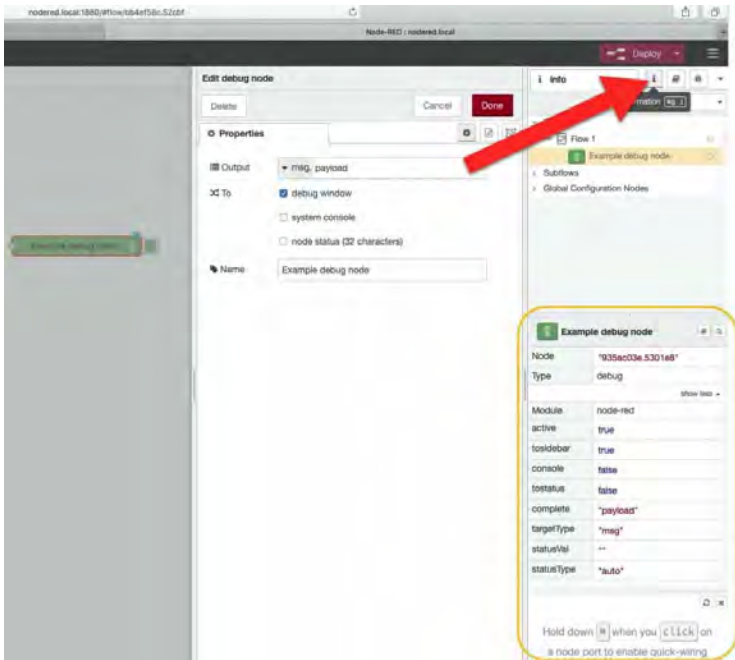 nodered.local:1880/#flow/bb4ef58c.52cbf
Node-RED : nodered.local
Deploy
Edit debug node
Delete
Cancel
Done
Properties
Output
msg. payload
To
debug window
system console
node status (32 characters)
Name
Example debug node
i info
i
Flow 1
Example debug node
Subflows
Global Configuration Nodes
Example debug node
Example debug node
Node "935ac03e.5301e8"
Type debug
show less
Module node-red
active true
tosidebar true
console false
tostatus false
complete "payload"
targetType "msg"
statusVal ""
statusType "auto"
Hold down when you click on
a node port to enable quick-wiring